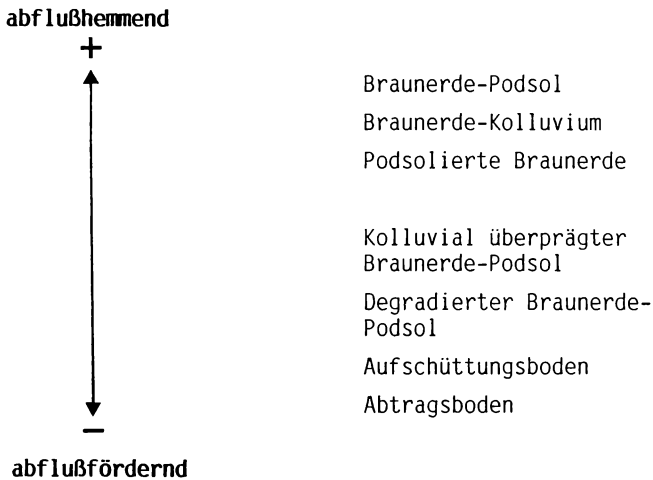 abflußhemmend
+
Braunerde-Podsol
Braunerde-Kolluvium
Podsolierte Braunerde
Kolluvial überprägter
Braunerde-Podsol
Degradierter Braunerde-
Podsol
Aufschüttungsboden
Abtragsboden
–
abflußfördernd